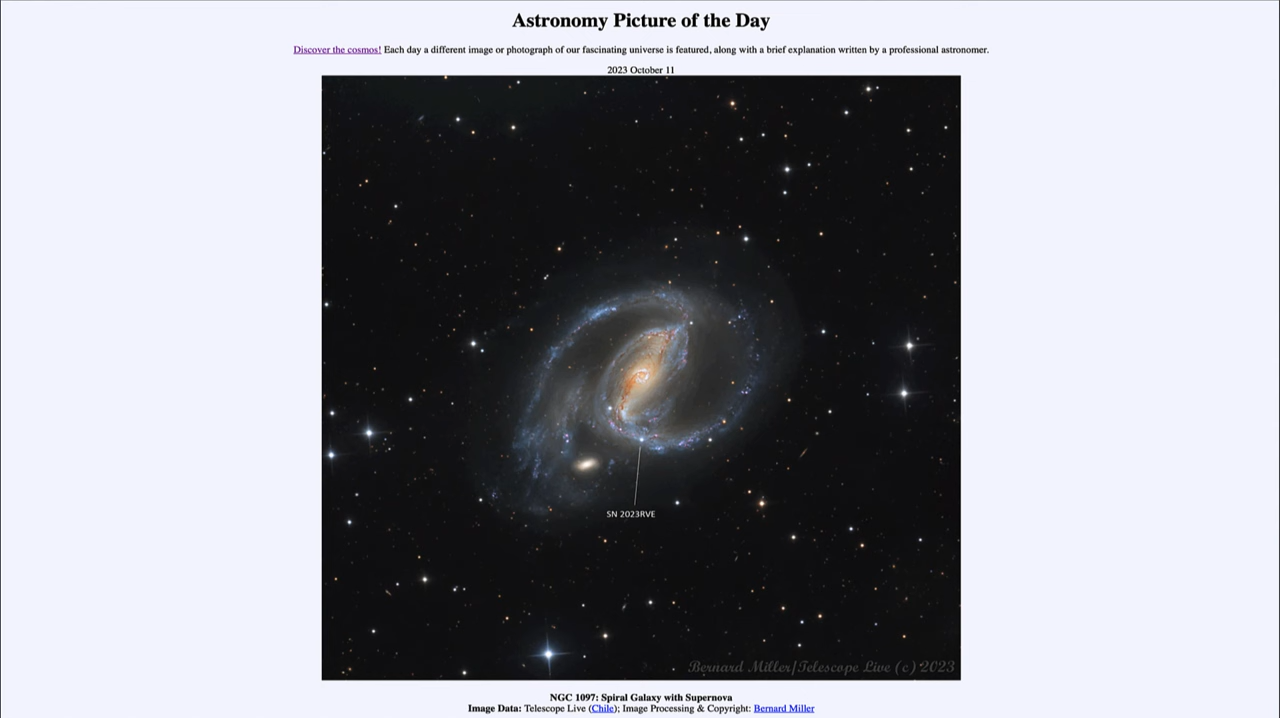 Astronomy Picture of the Day
Discover the cosmos! Each day a different image or photograph of our fascinating universe is featured, along with a brief explanation written by a professional astronomer.
2023 October 11
SN 2023RVE
Bernard Miller/Telescope Live (c) 2023
NGC 1097: Spiral Galaxy with Supernova
Image Data: Telescope Live (Chile); Image Processing & Copyright: Bernard Miller